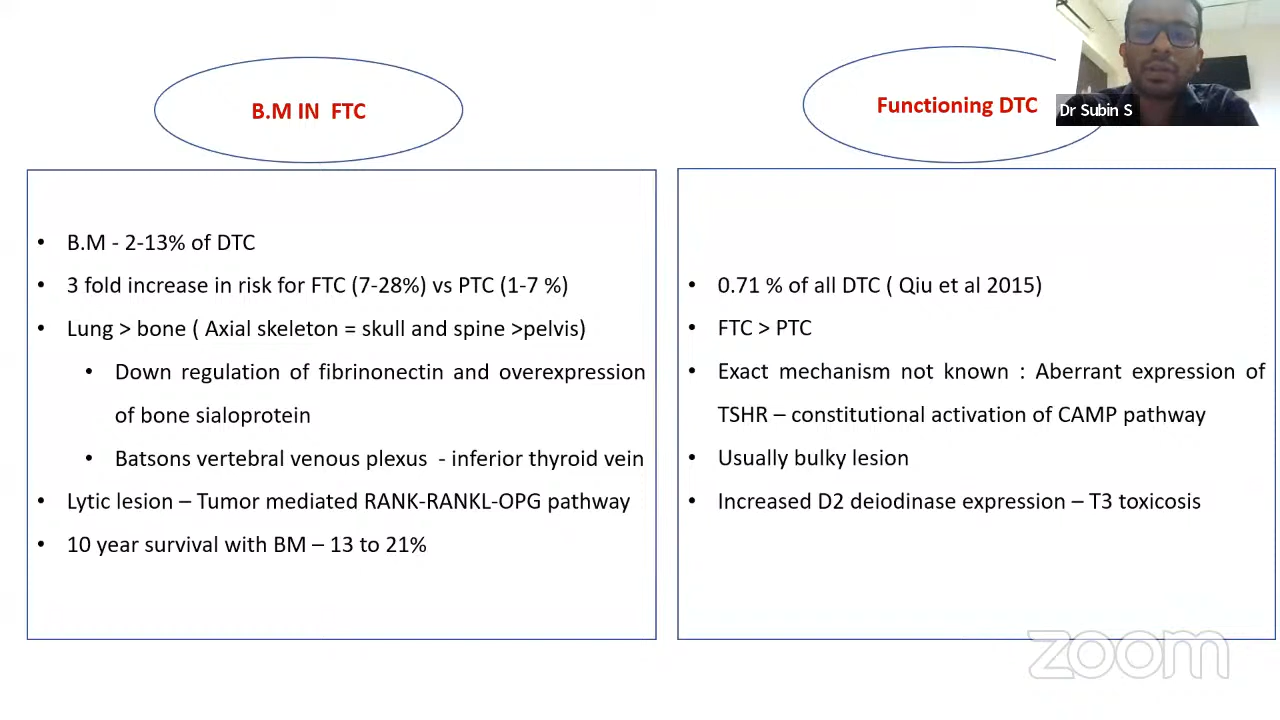 B.M IN FTC
B.M - 2-13% of DTC
3 fold increase in risk for FTC (7-28%) vs PTC (1-7 %)
Lung > bone ( Axial skeleton = skull and spine >pelvis)
Down regulation of fibrinonectin and overexpression
of bone sialoprotein
Batsons vertebral venous plexus - inferior thyroid vein
Lytic lesion – Tumor mediated RANK-RANKL-OPG pathway
10 year survival with BM – 13 to 21%
Functioning DTC
Dr Subin S
0.71 % of all DTC ( Qiu et al 2015)
FTC > PTC
Exact mechanism not known : Aberrant expression of
TSHR – constitutional activation of CAMP pathway
Usually bulky lesion
Increased D2 deiodinase expression – T3 toxicosis
zoom